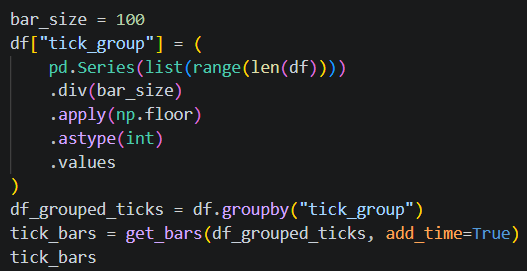 bar_size = 100
df["tick_group"] = (
    pd.Series(list(range(len(df))))
    .div(bar_size)
    .apply(np.floor)
    .astype(int)
    .values
)
df_grouped_ticks = df.groupby("tick_group")
tick_bars = get_bars(df_grouped_ticks, add_time=True)
tick_bars